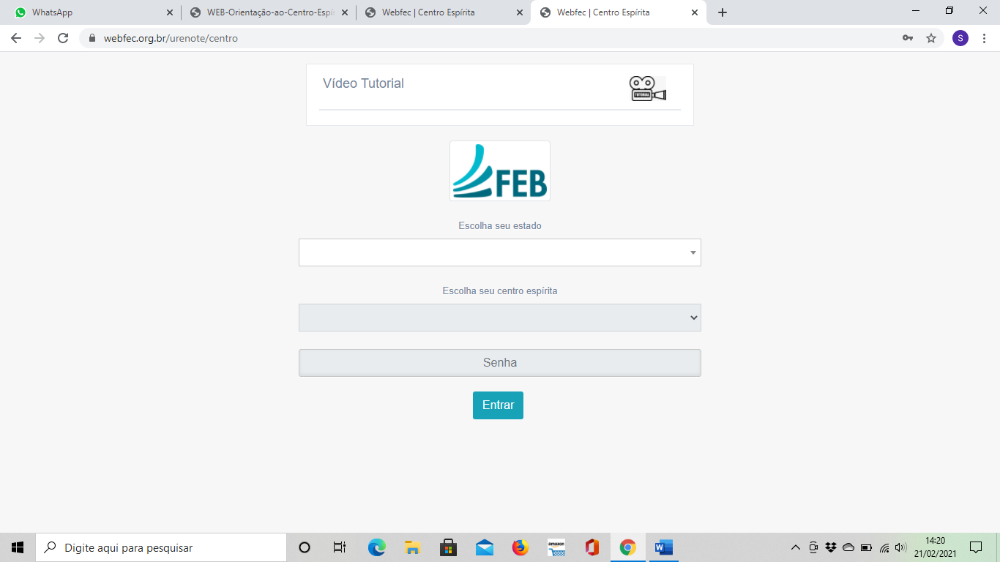 WhatsApp
WEB-Orientação-ao-Centro-Espír
Webfec | Centro Espírita
Webfec | Centro Espírita
webfec.org.br/urenote/centro
S
Vídeo Tutorial
TUTORIAL
FEB
Escolha seu estado
Escolha seu centro espírita
Senha
Entrar
Digite aqui para pesquisar
amazon
W
14:20
21/02/2021